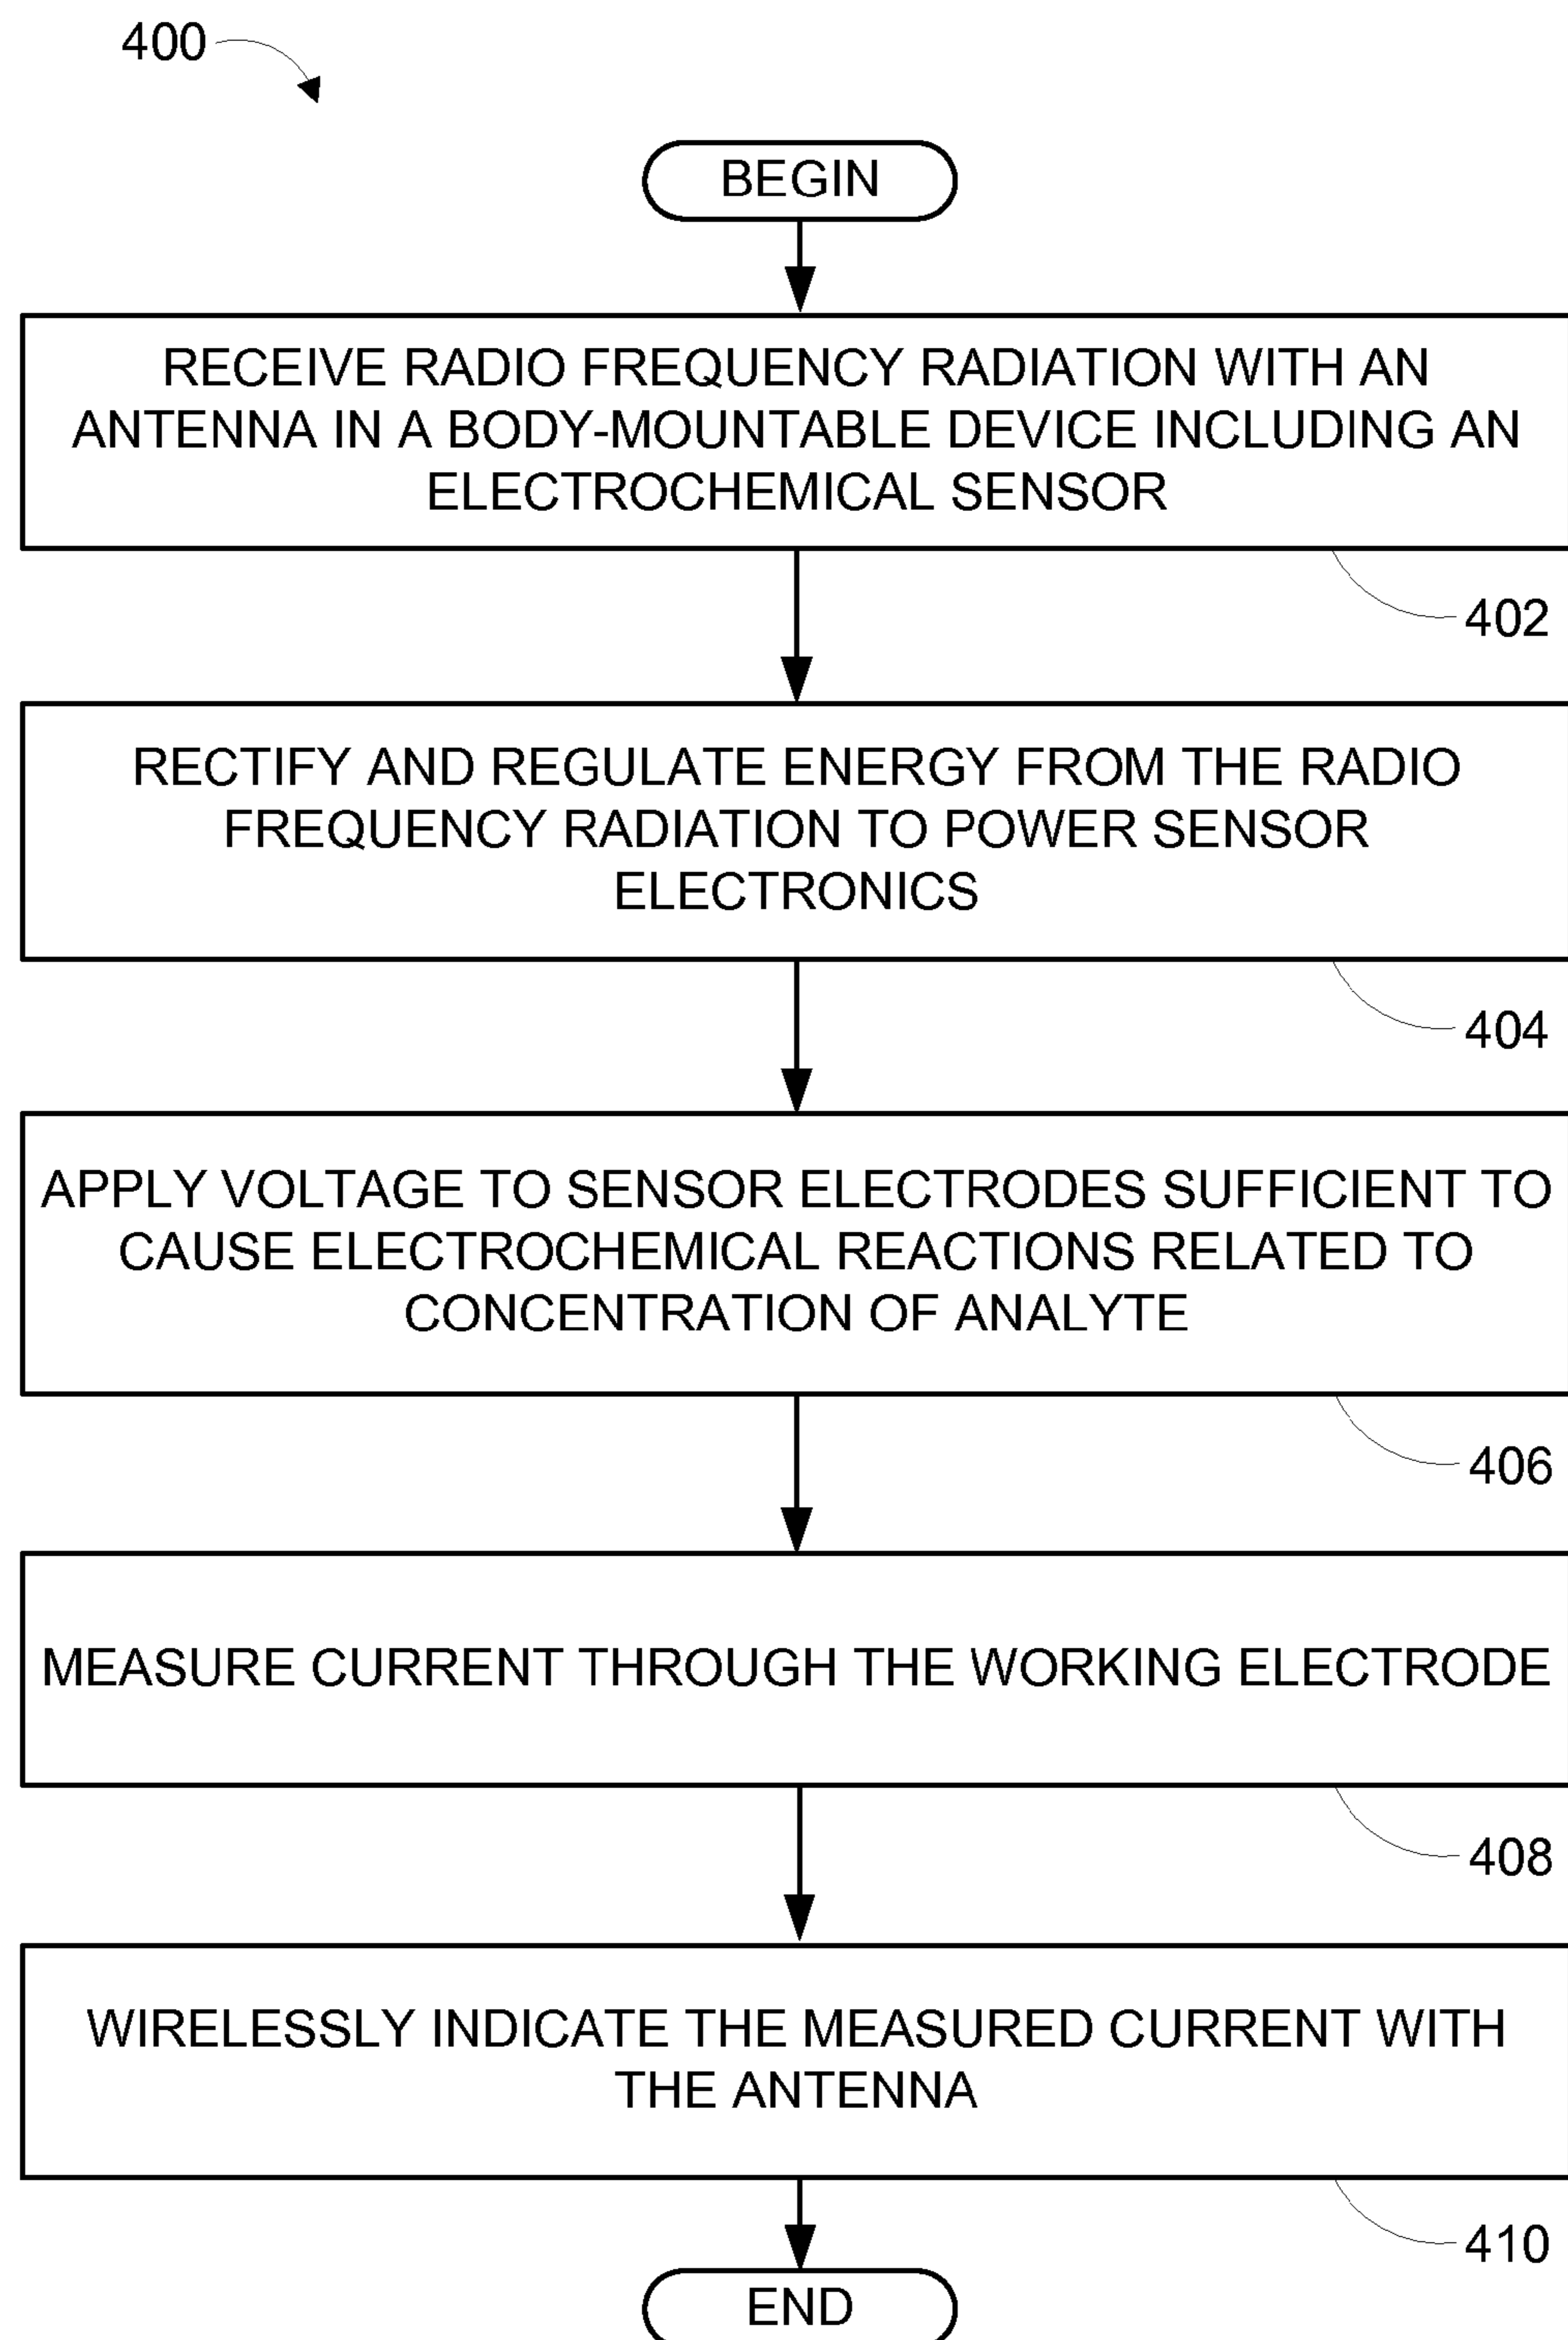 400
BEGIN
RECEIVE RADIO FREQUENCY RADIATION WITH AN
ANTENNA IN A BODY-MOUNTABLE DEVICE INCLUDING AN
ELECTROCHEMICAL SENSOR
402
RECTIFY AND REGULATE ENERGY FROM THE RADIO
FREQUENCY RADIATION TO POWER SENSOR
ELECTRONICS
404
APPLY VOLTAGE TO SENSOR ELECTRODES SUFFICIENT TO
CAUSE ELECTROCHEMICAL REACTIONS RELATED TO
CONCENTRATION OF ANALYTE
406
MEASURE CURRENT THROUGH THE WORKING ELECTRODE
408
WIRELESSLY INDICATE THE MEASURED CURRENT WITH
THE ANTENNA
410
END